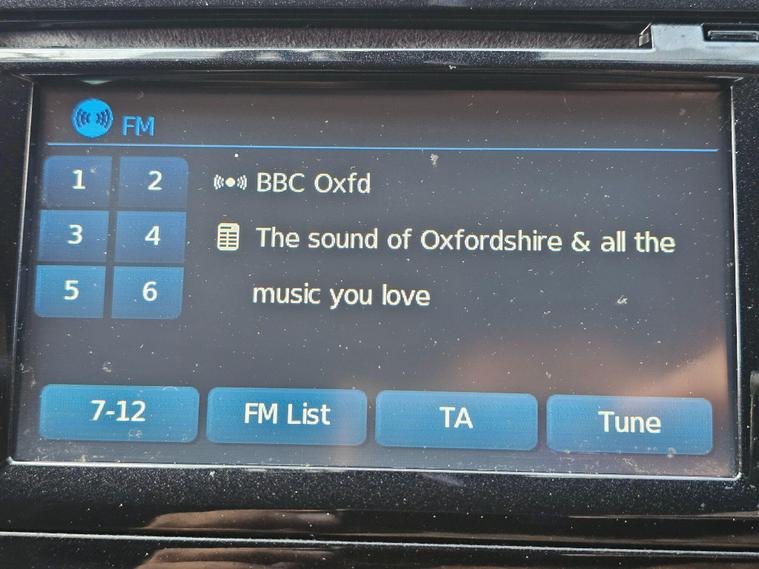 FM
1 2
BBC Oxfd
3 4
The sound of Oxfordshire & all the
5 6
music you love
7-12 FM List TA Tune